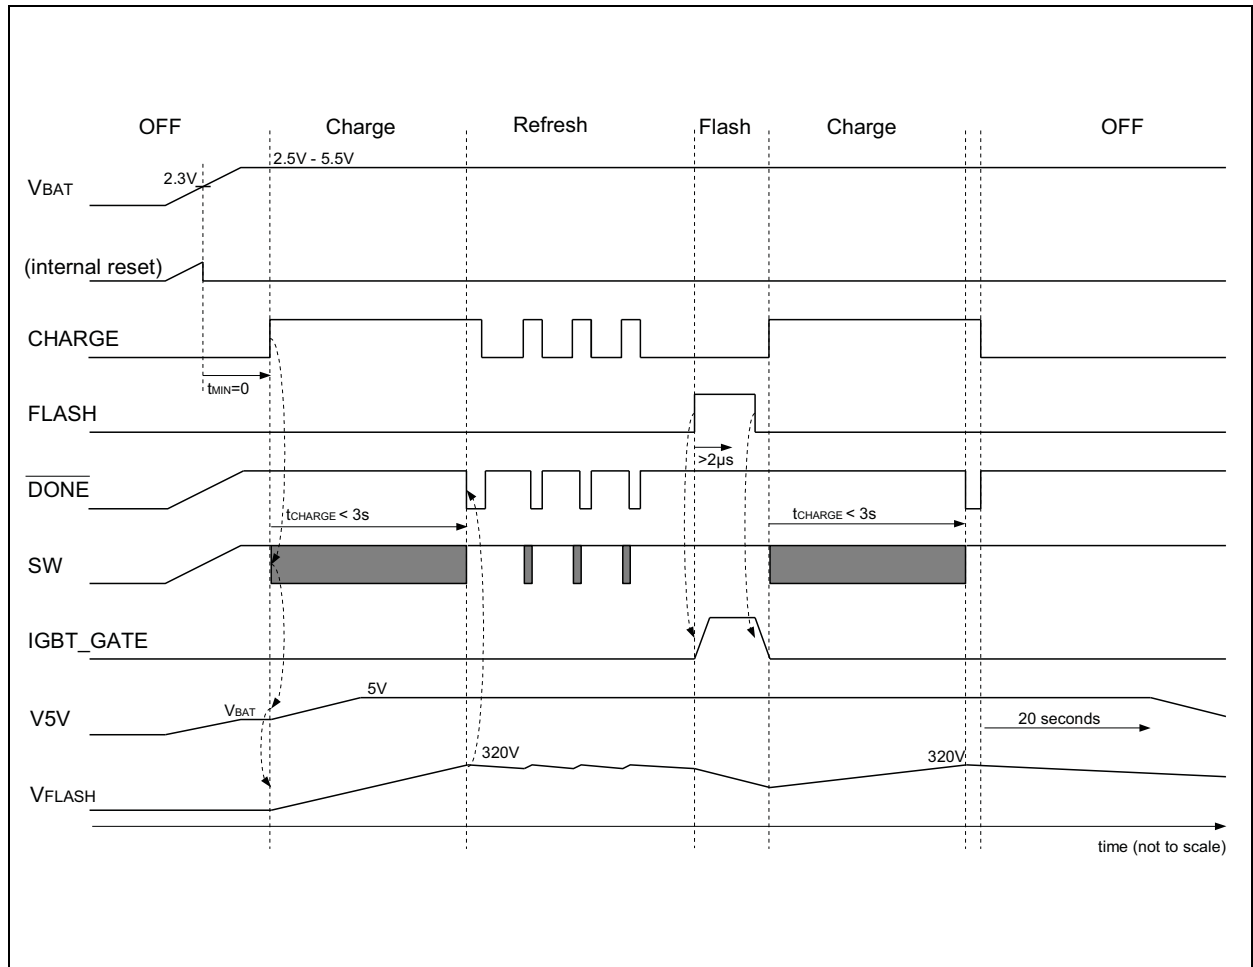 OFF Charge Refresh Flash Charge OFF
2.5V - 5.5V
2.3V
VBAT
(internal reset)
CHARGE
tMIN=0
FLASH
>2µs
DONE
tCHARGE < 3s tCHARGE < 3s
SW
IGBT_GATE
5V
VBAT
V5V
20 seconds
320V 320V
VFLASH
time (not to scale)